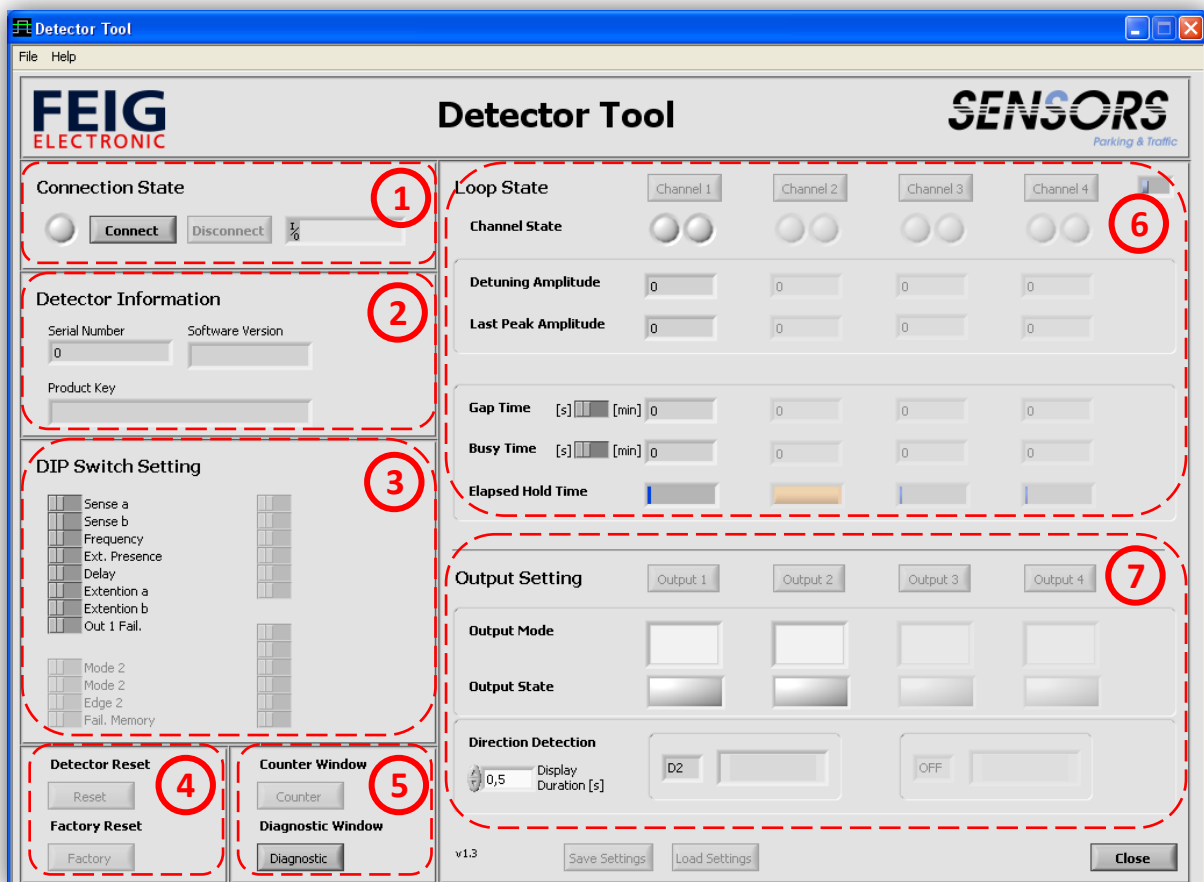 Detector Tool
File Help
FEIG
ELECTRONIC
Detector Tool
SENSORS
Parking & Traffic
Connection State
1
Connect Disconnect I/0
Detector Information
2
Serial Number Software Version
0
Product Key
DIP Switch Setting
3
Sense a
Sense b
Frequency
Ext. Presence
Delay
Extention a
Extention b
Out 1 Fail.
Mode 2
Mode 2
Edge 2
Fail. Memory
Detector Reset
4
Reset
Factory Reset
Factory
Counter Window
5
Counter
Diagnostic Window
Diagnostic
Loop State Channel 1 Channel 2 Channel 3 Channel 4
6
Channel State
Detuning Amplitude 0 0 0 0
Last Peak Amplitude 0 0 0 0
Gap Time [s] [min] 0 0 0 0
Busy Time [s] [min] 0 0 0 0
Elapsed Hold Time
Output Setting Output 1 Output 2 Output 3 Output 4
7
Output Mode
Output State
Direction Detection
0,5 Display
Duration [s]
D2 OFF
v1.3 Save Settings Load Settings Close